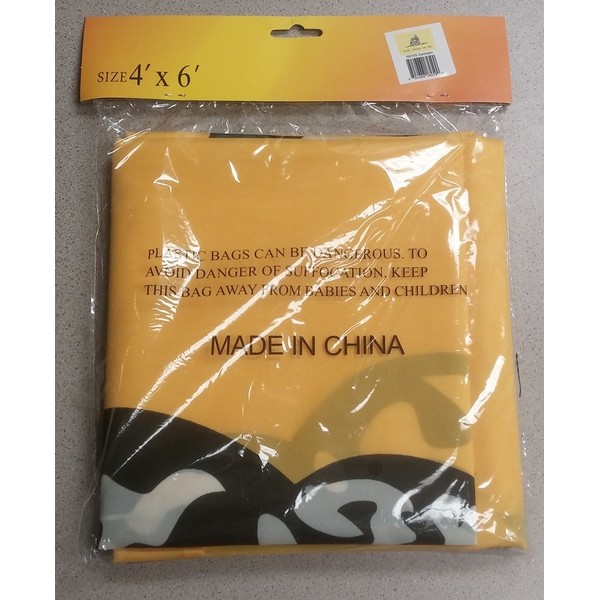 SIZE 4' x 6'
PLASTIC BAGS CAN BE DANGEROUS. TO
AVOID DANGER OF SUFFOCATION, KEEP
THIS BAG AWAY FROM BABIES AND CHILDREN
MADE IN CHINA